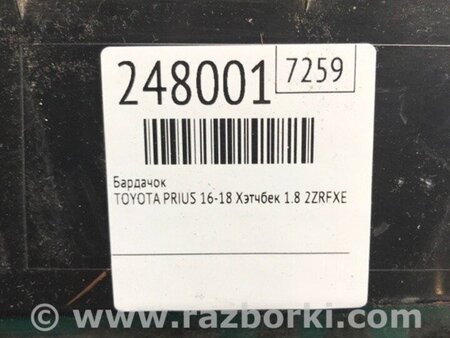 248001 7259
Бардачок
TOYOTA PRIUS 16-18 Хэтчбек 1.8 2ZRFXE
www.razborki.com